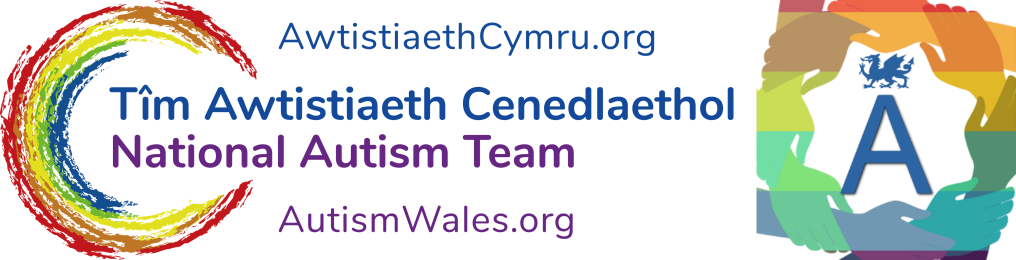 AwtistiaethCymru.org
Tîm Awtistiaeth Cenedlaethol
National Autism Team
AutismWales.org
A